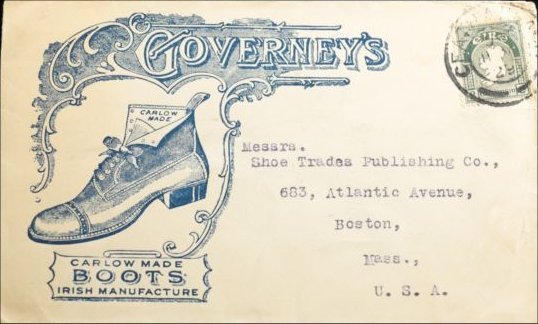 GOVERNEY'S
CARLOW
MADE
Messrs.
Shoe Trades Publishing Co.,
683, Atlantic Avenue,
Boston,
Mass.,
U. S. A.
CARLOW MADE
BOOTS
IRISH MANUFACTURE